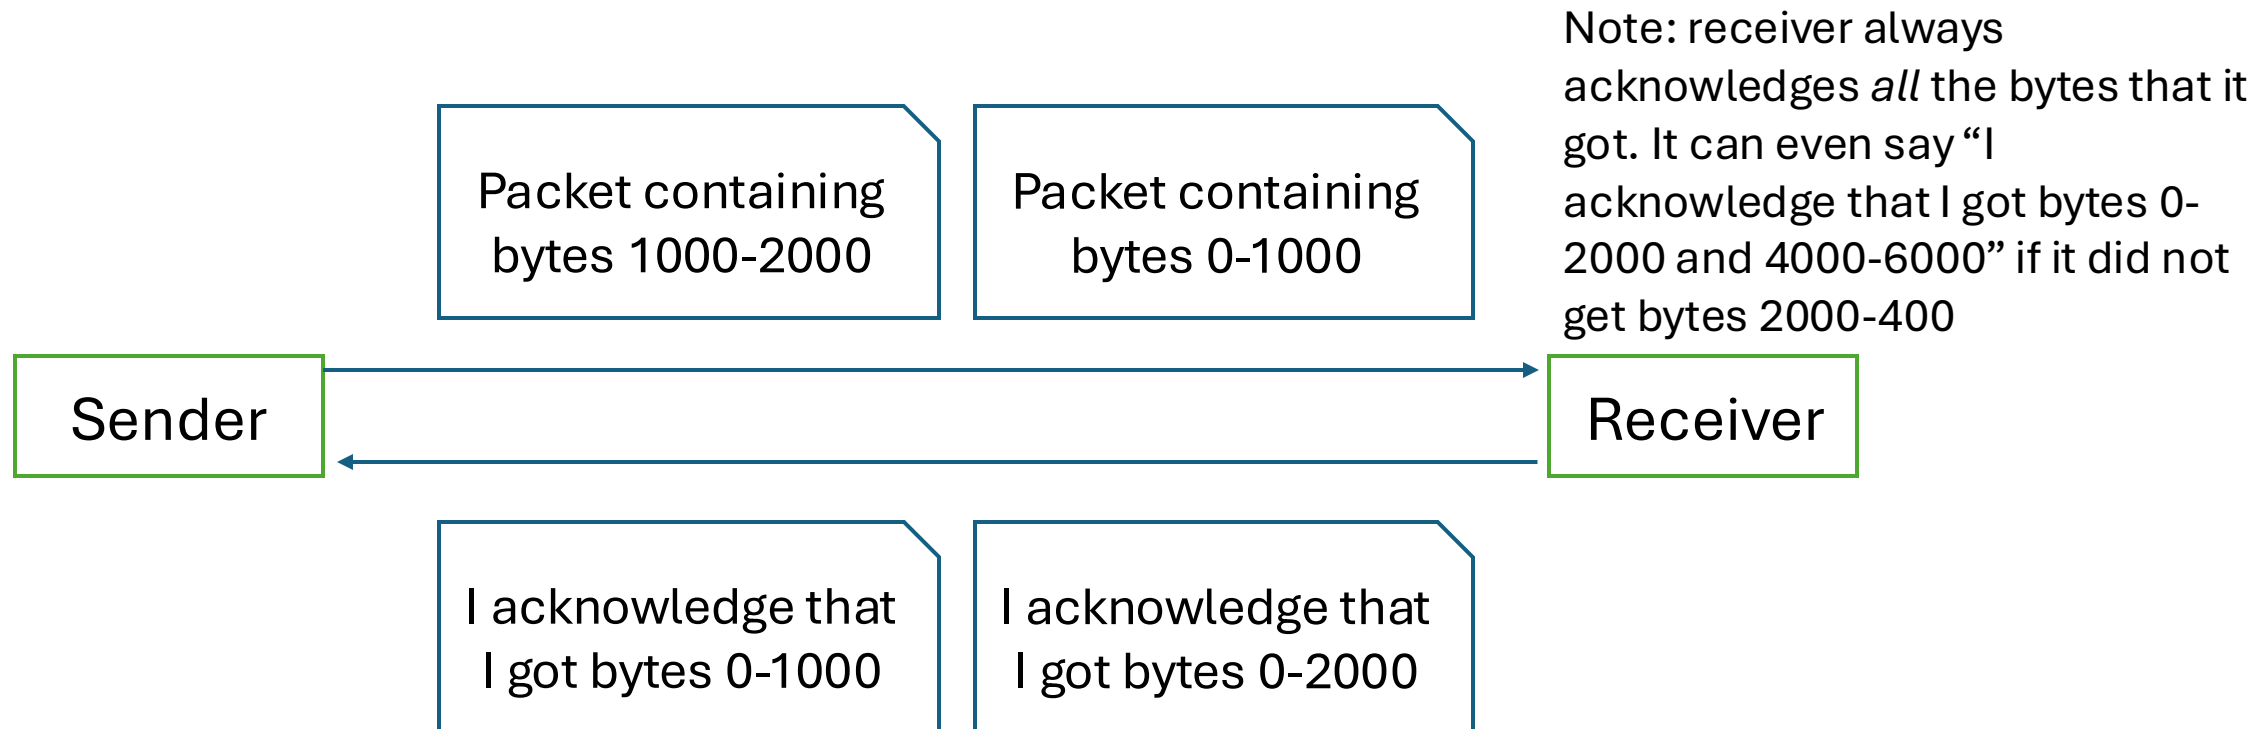 Note: receiver always
acknowledges all the bytes that it
got. It can even say “I
acknowledge that I got bytes 0-
2000 and 4000-6000” if it did not
get bytes 2000-400
Packet containing
bytes 1000-2000
Packet containing
bytes 0-1000
Sender
Receiver
I acknowledge that
I got bytes 0-1000
I acknowledge that
I got bytes 0-2000